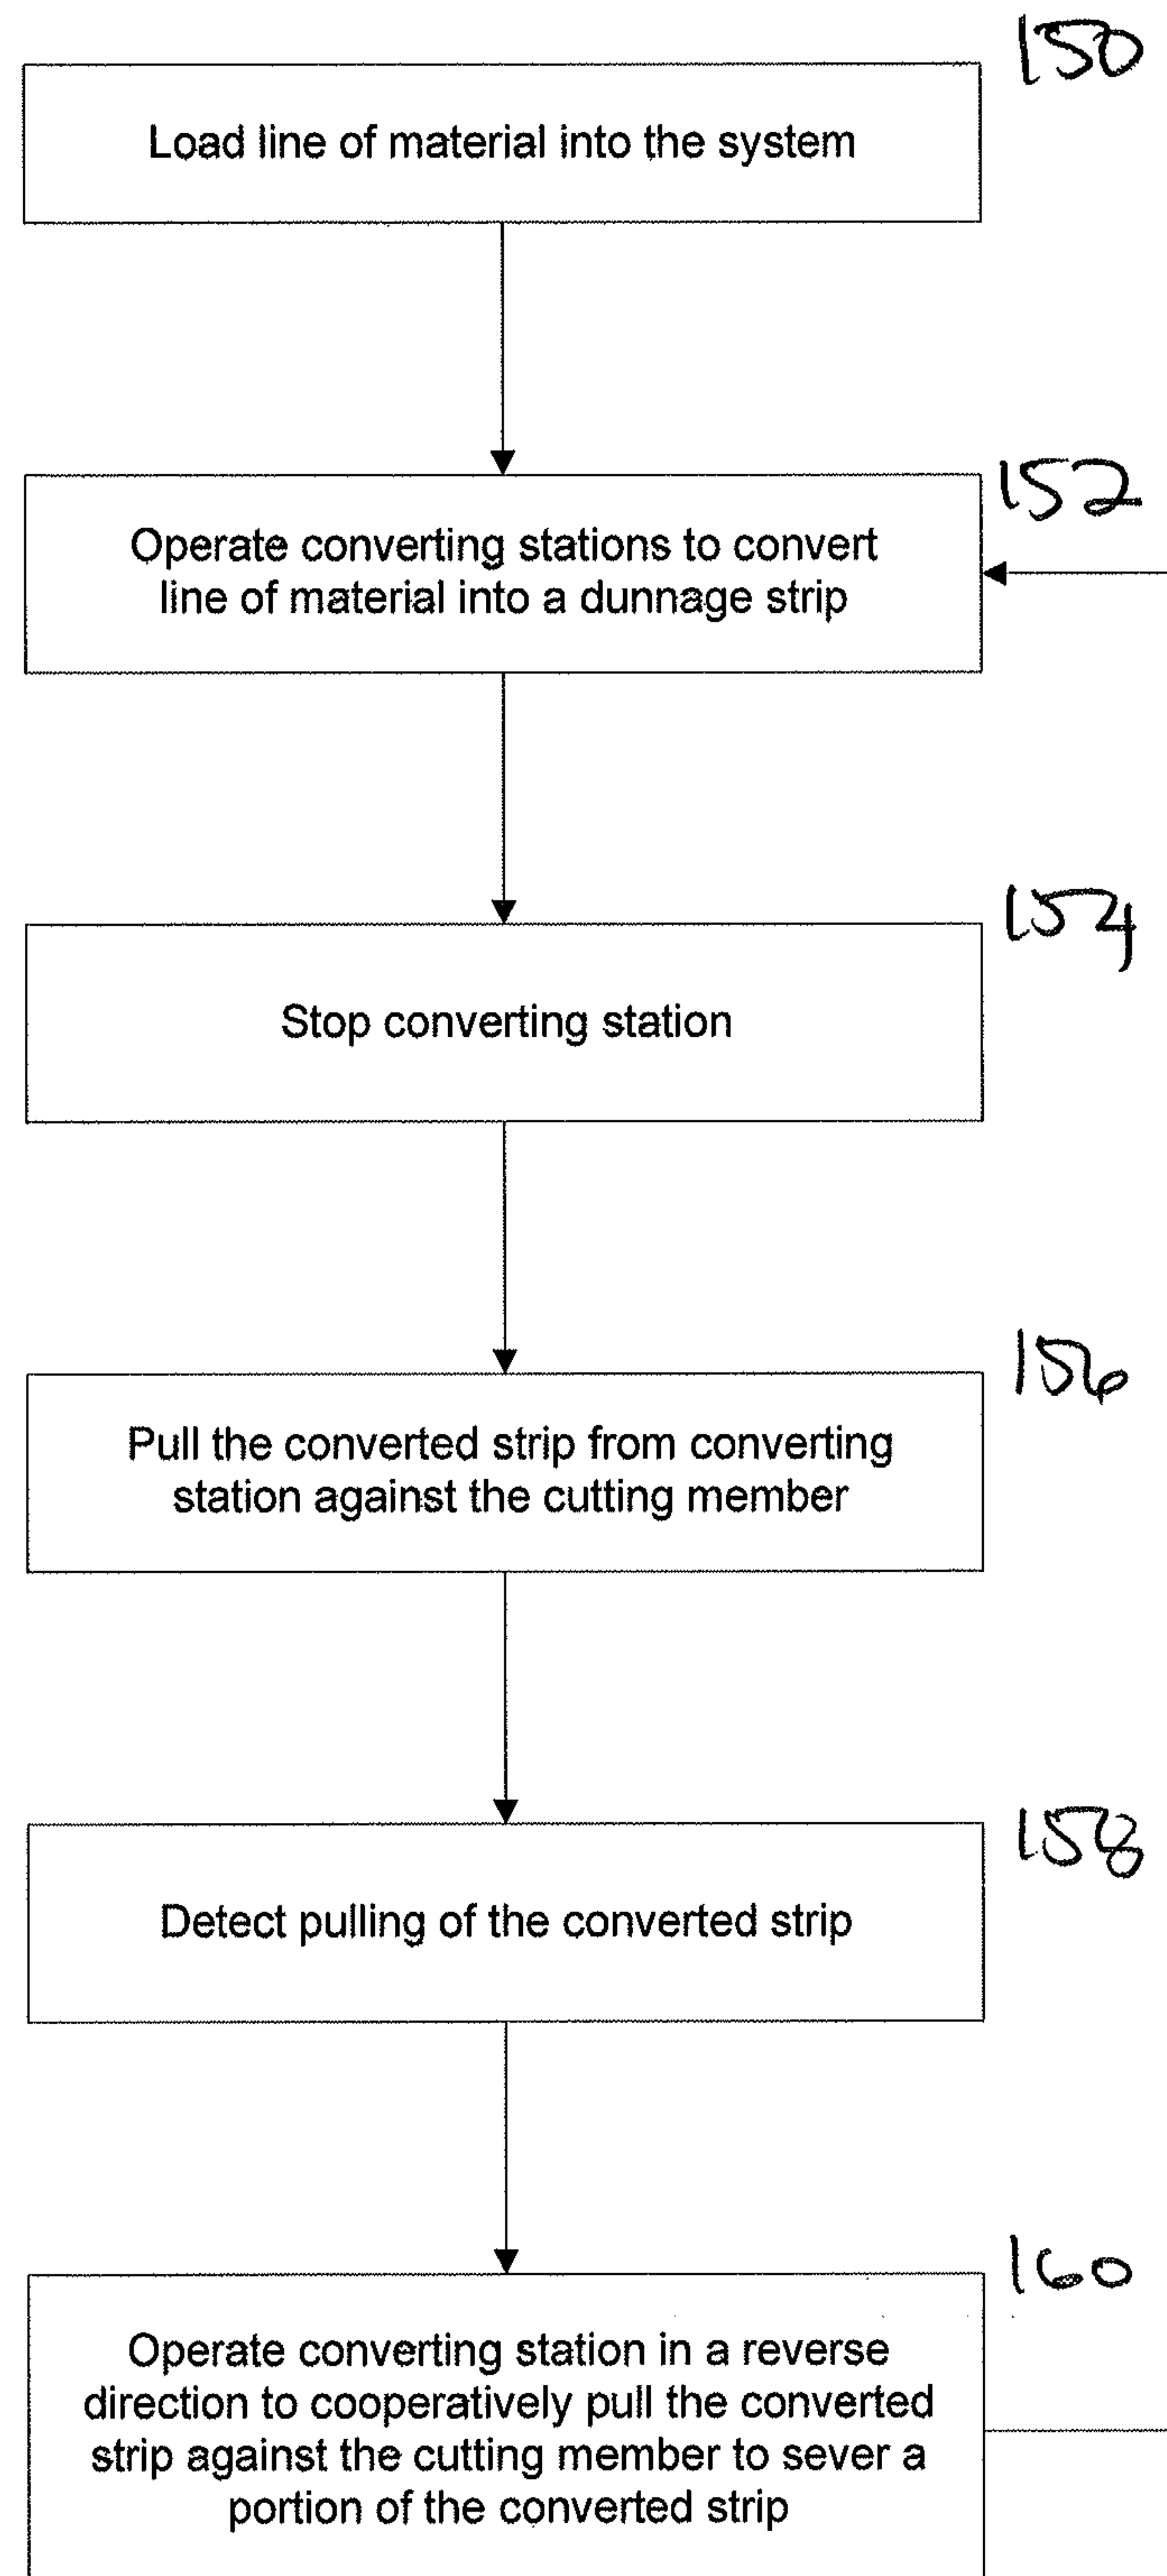 150
Load line of material into the system
152
Operate converting stations to convert
line of material into a dunnage strip
154
Stop converting station
156
Pull the converted strip from converting
station against the cutting member
158
Detect pulling of the converted strip
160
Operate converting station in a reverse
direction to cooperatively pull the converted
strip against the cutting member to sever a
portion of the converted strip